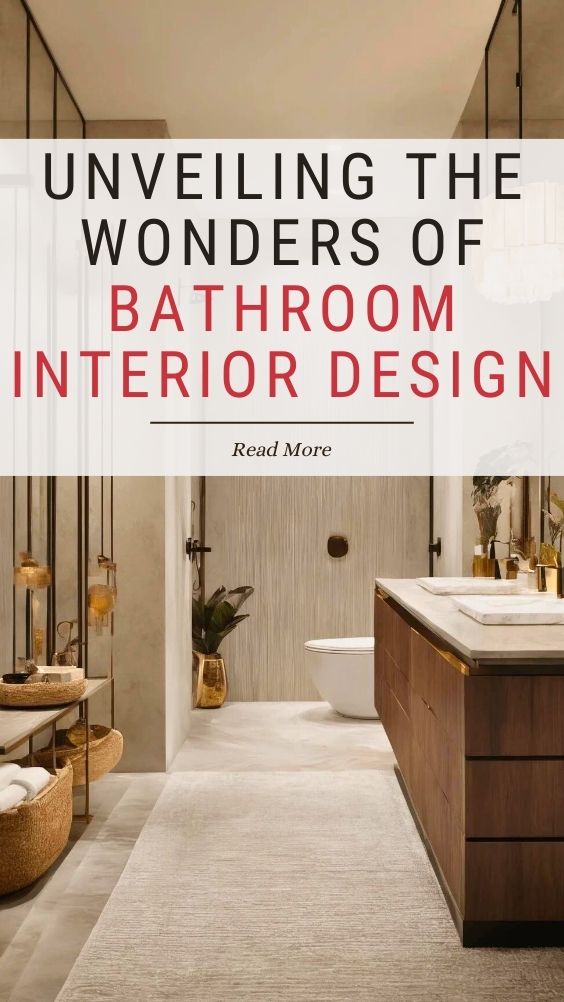 UNVEILING THE
WONDERS OF
BATHROOM
INTERIOR DESIGN
Read More